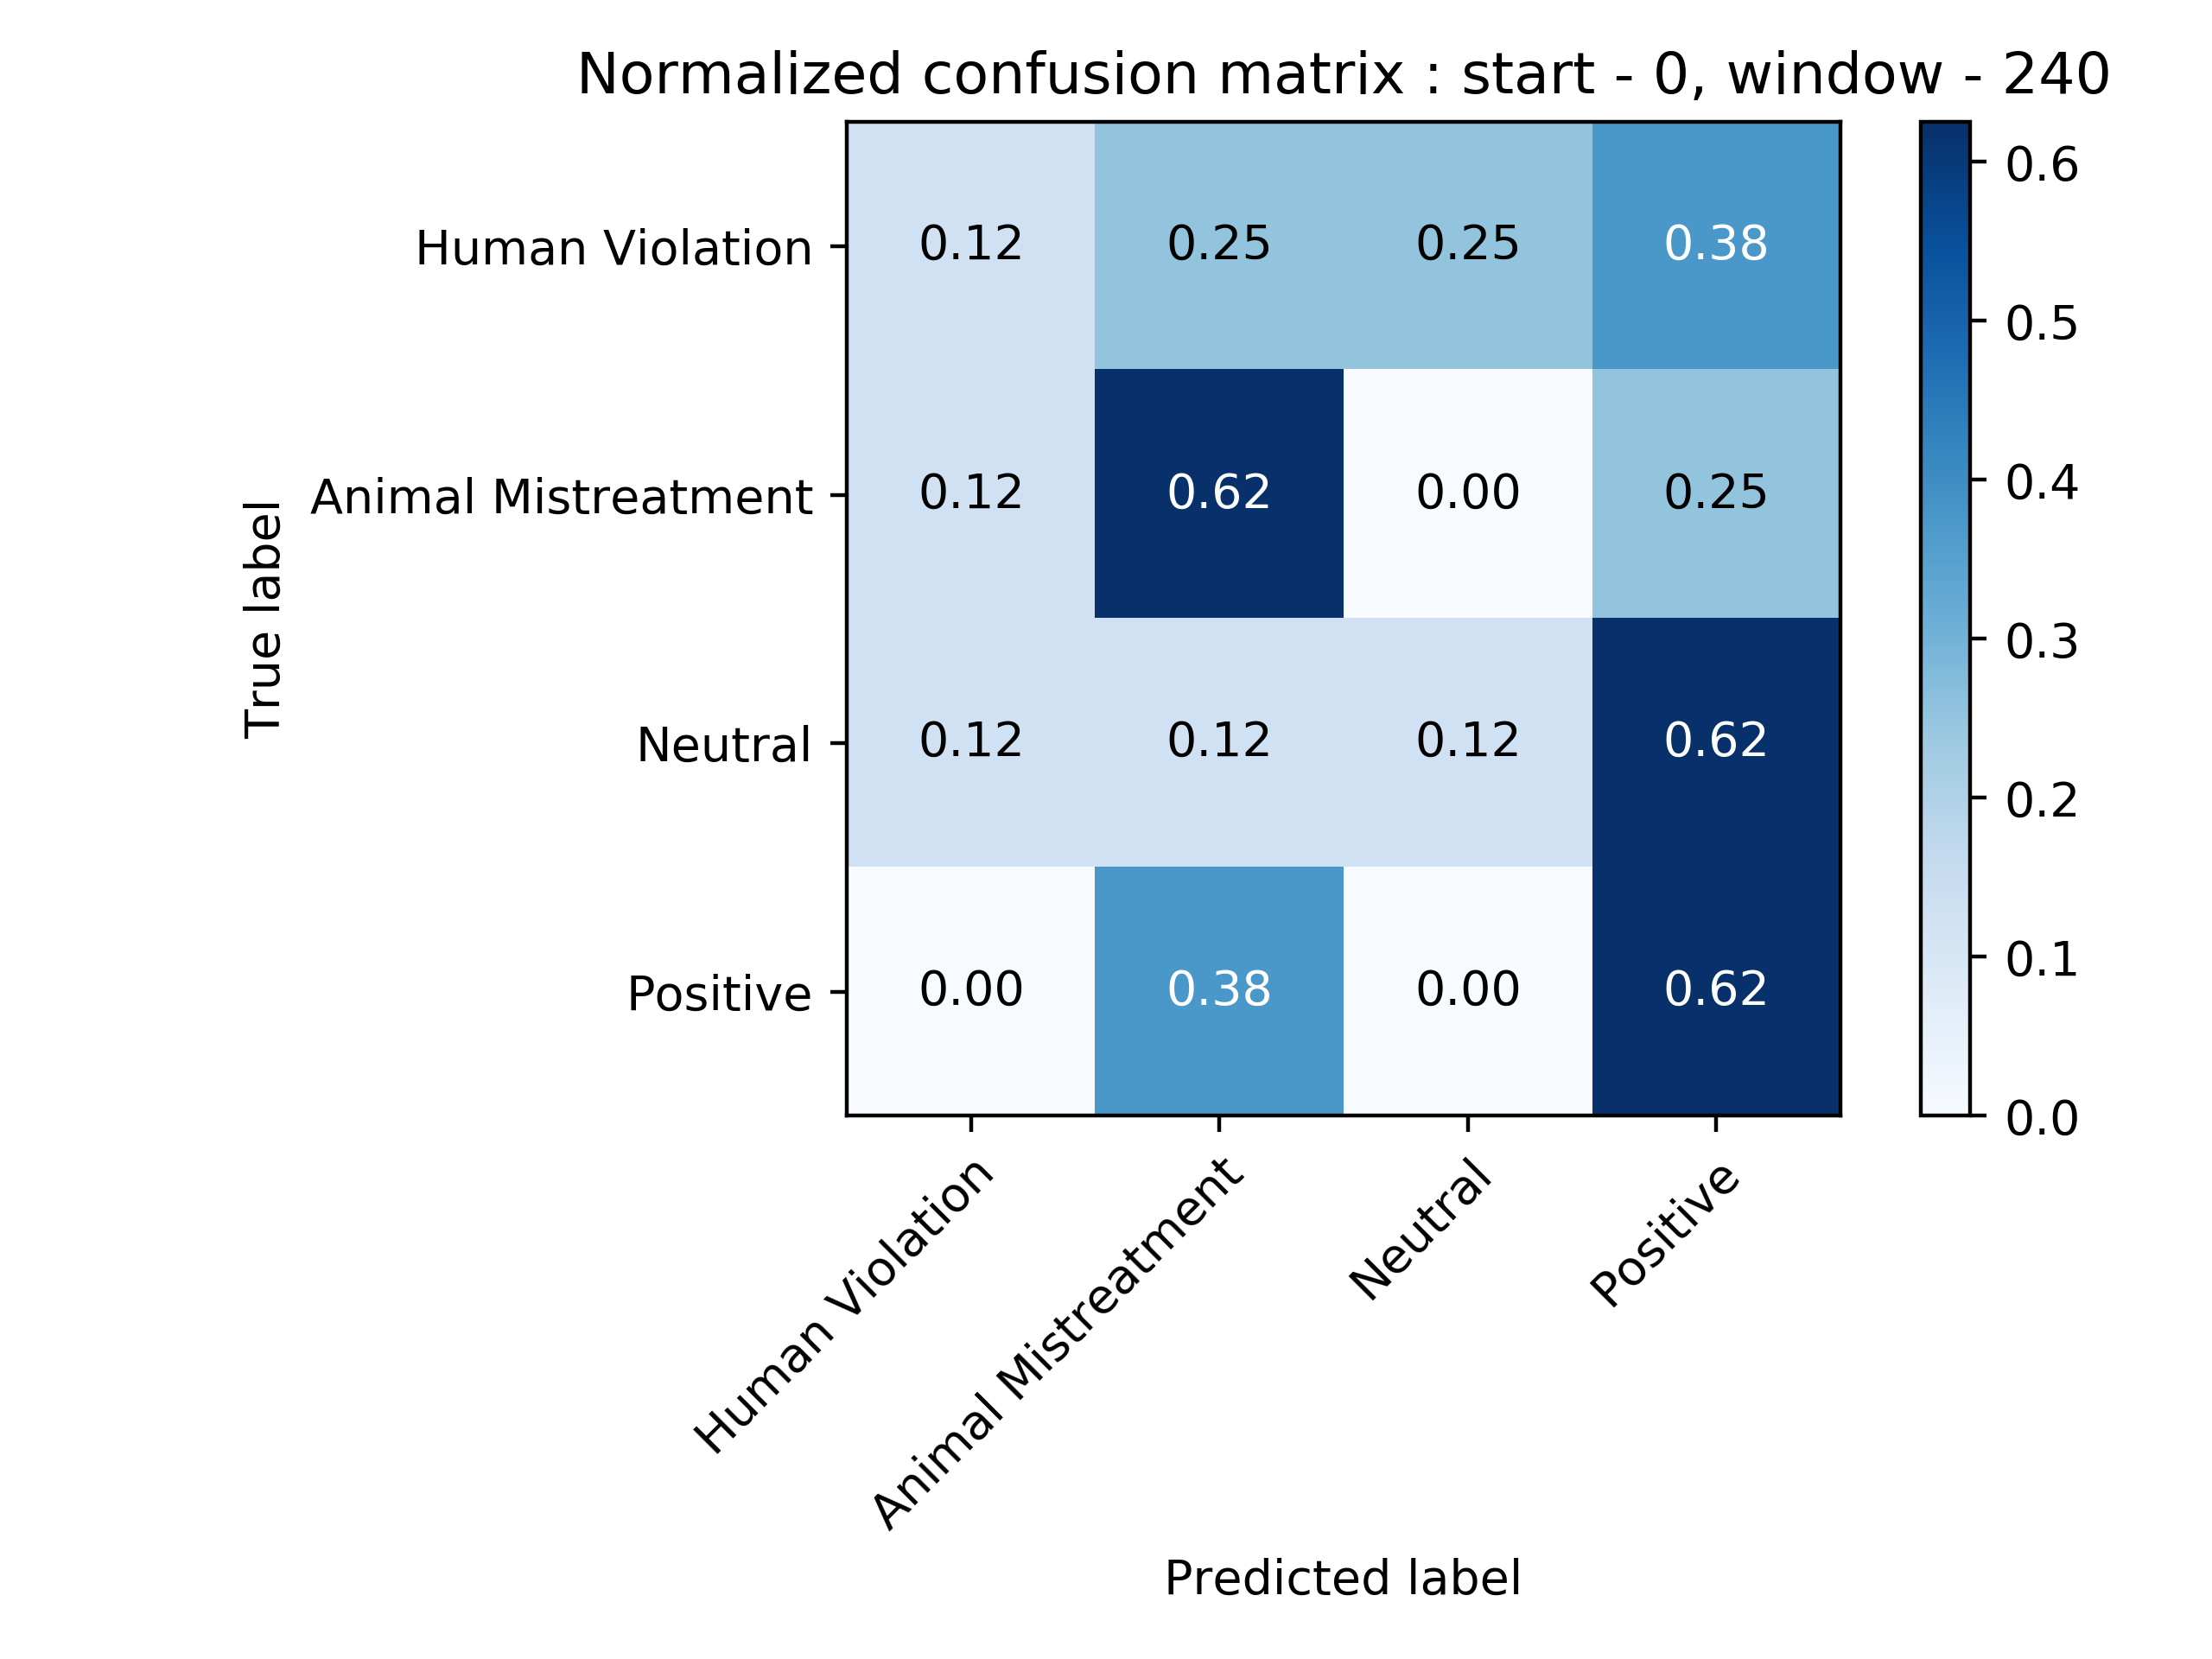 Normalized confusion matrix : start - 0, window - 240
True label
Human Violation 0.12 0.25 0.25 0.38
Animal Mistreatment 0.12 0.62 0.00 0.25
Neutral 0.12 0.12 0.12 0.62
Positive 0.00 0.38 0.00 0.62
Human Violation
Animal Mistreatment
Neutral
Positive
Predicted label
0.6
0.5
0.4
0.3
0.2
0.1
0.0